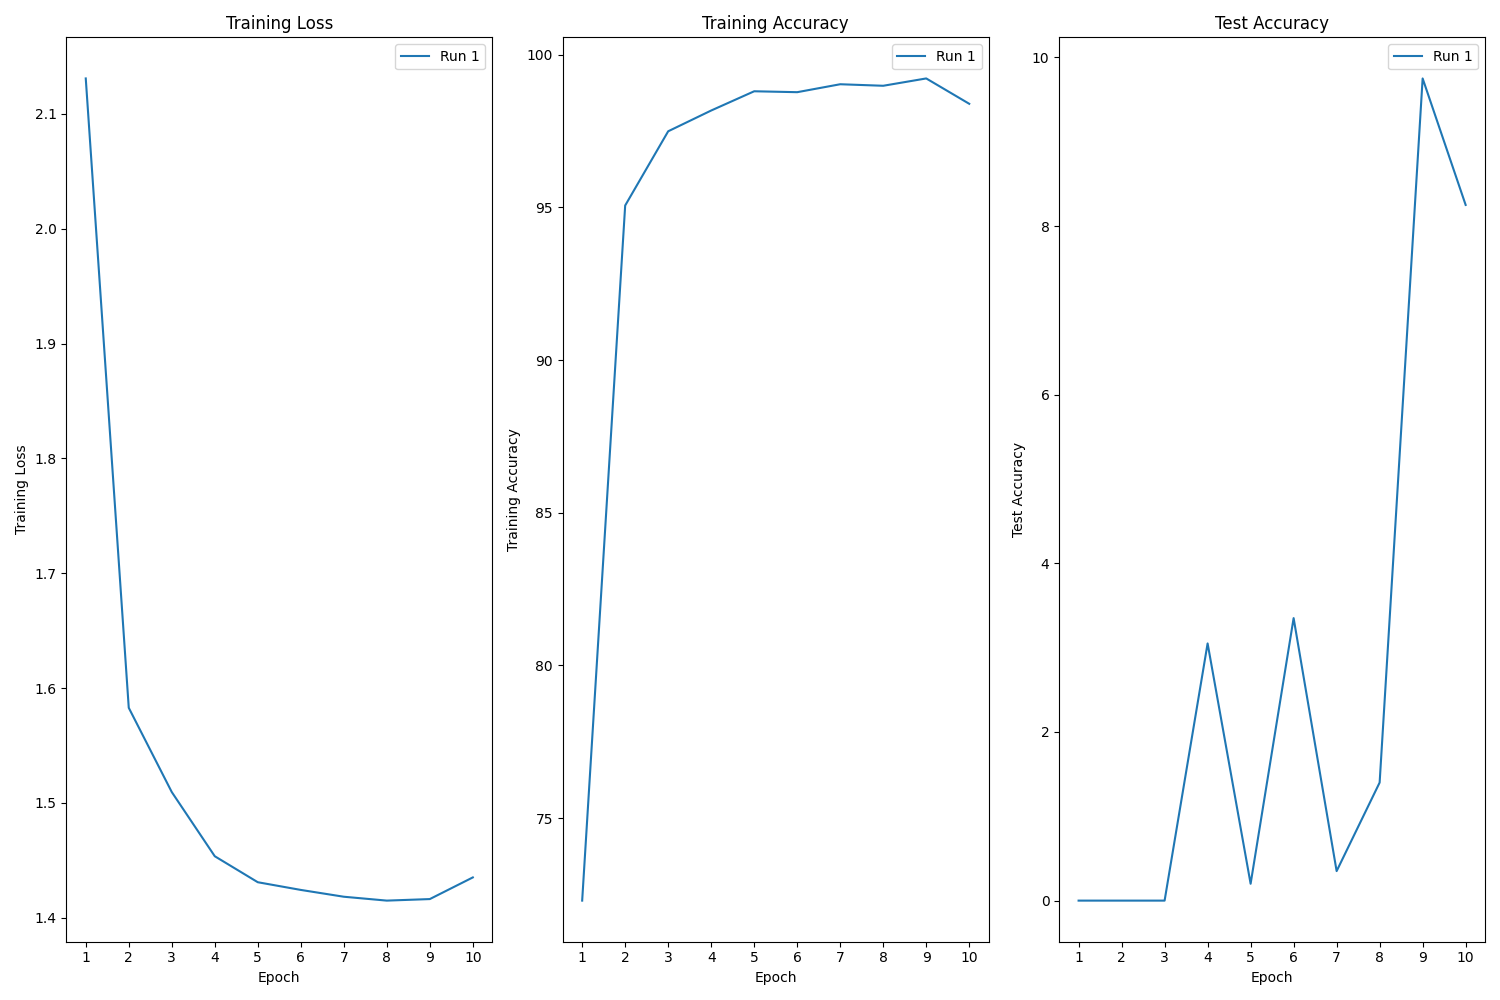 Training Loss
Training Accuracy
Test Accuracy
Run 1
Run 1
Run 1
Training Loss
2.1
2.0
1.9
1.8
1.7
1.6
1.5
1.4
1 2 3 4 5 6 7 8 9 10
Epoch
Training Accuracy
100
95
90
85
80
75
1 2 3 4 5 6 7 8 9 10
Epoch
Test Accuracy
10
8
6
4
2
0
1 2 3 4 5 6 7 8 9 10
Epoch